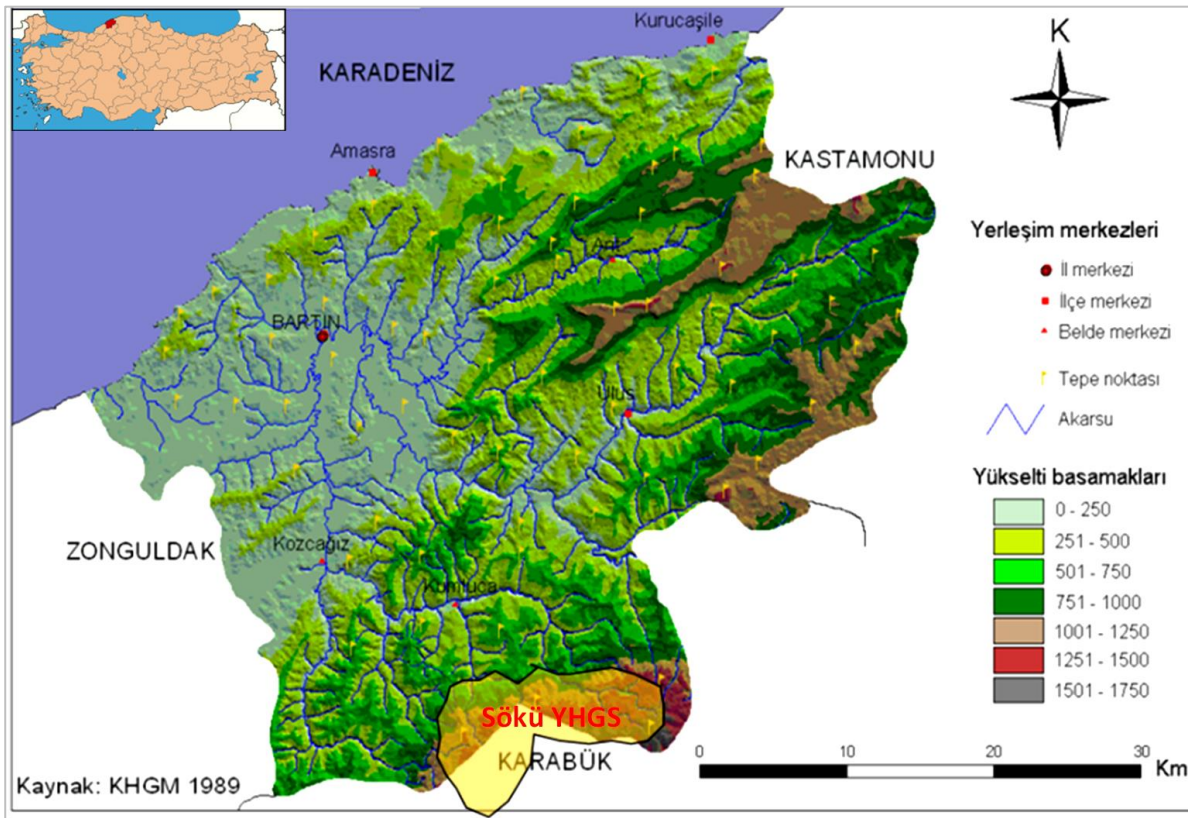 Kurucaşile
K
KARADENİZ
Amasra
KASTAMONU
Arıt
BARTIN
Ulus
ZONGULDAK
Kozcağız
Kumluca
Sökü YHGS
KARABÜK
Yerleşim merkezleri
İl merkezi
İlçe merkezi
Belde merkezi
Tepe noktası
Akarsu
Yükselti basamakları
0 - 250
251 - 500
501 - 750
751 - 1000
1001 - 1250
1251 - 1500
1501 - 1750
0 10 20 30
Km
Kaynak: KHGM 1989